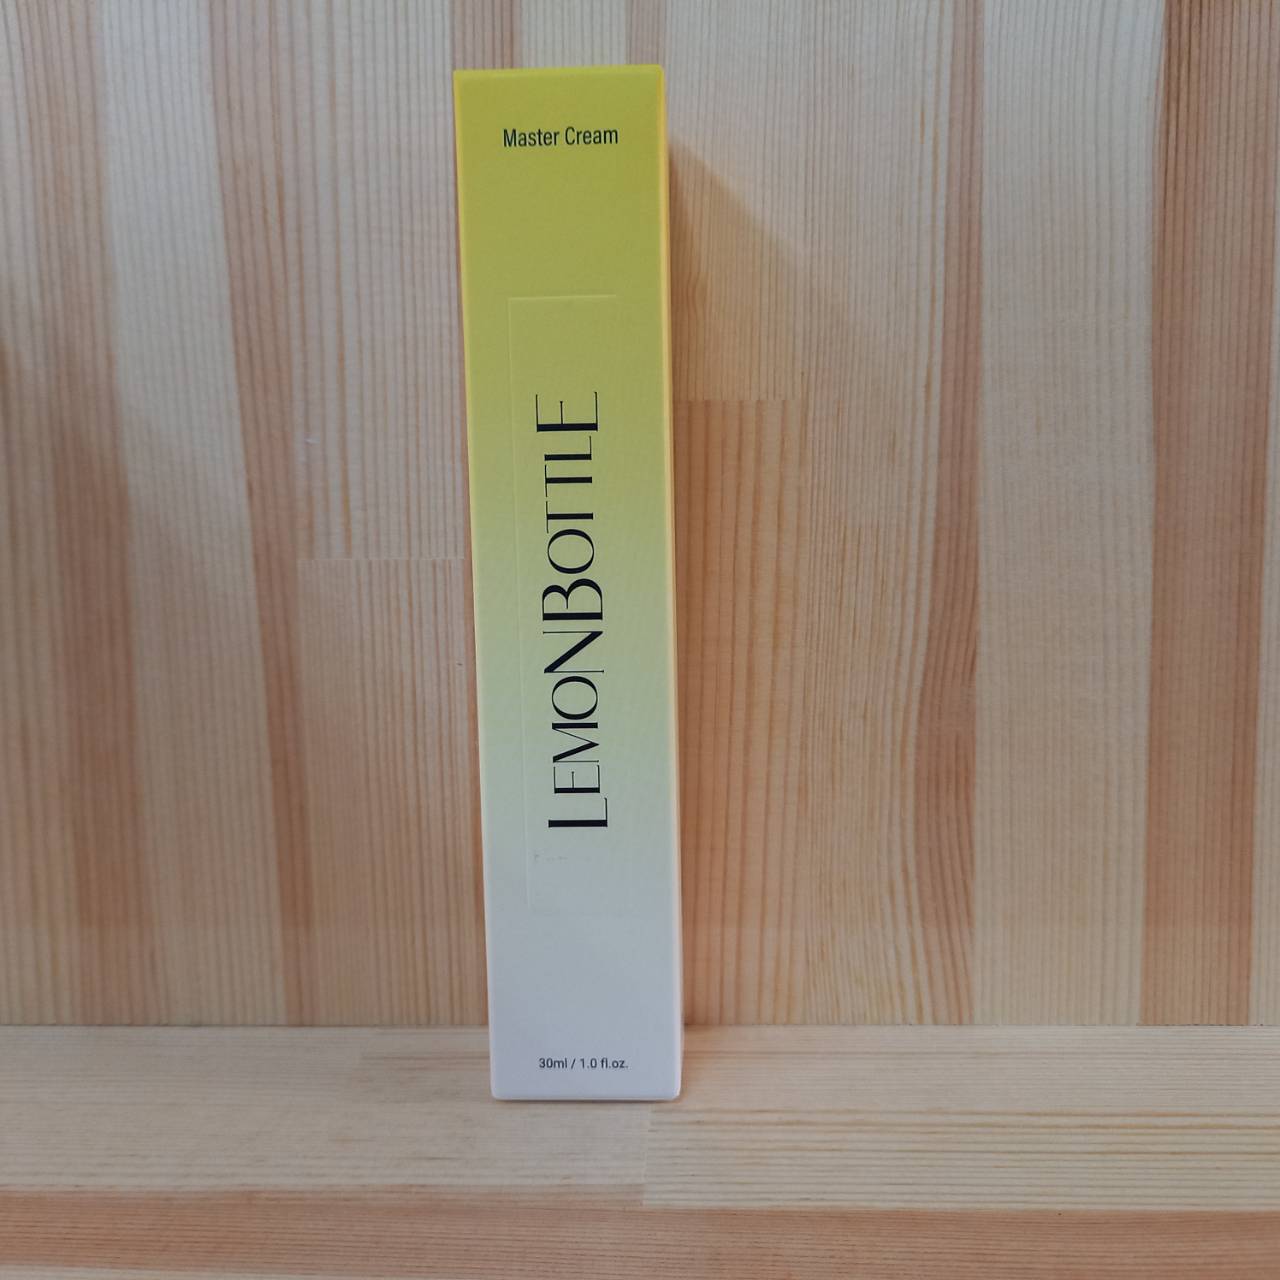 Master Cream
LEMONBOTTLE
30ml / 1.0 fl.oz.